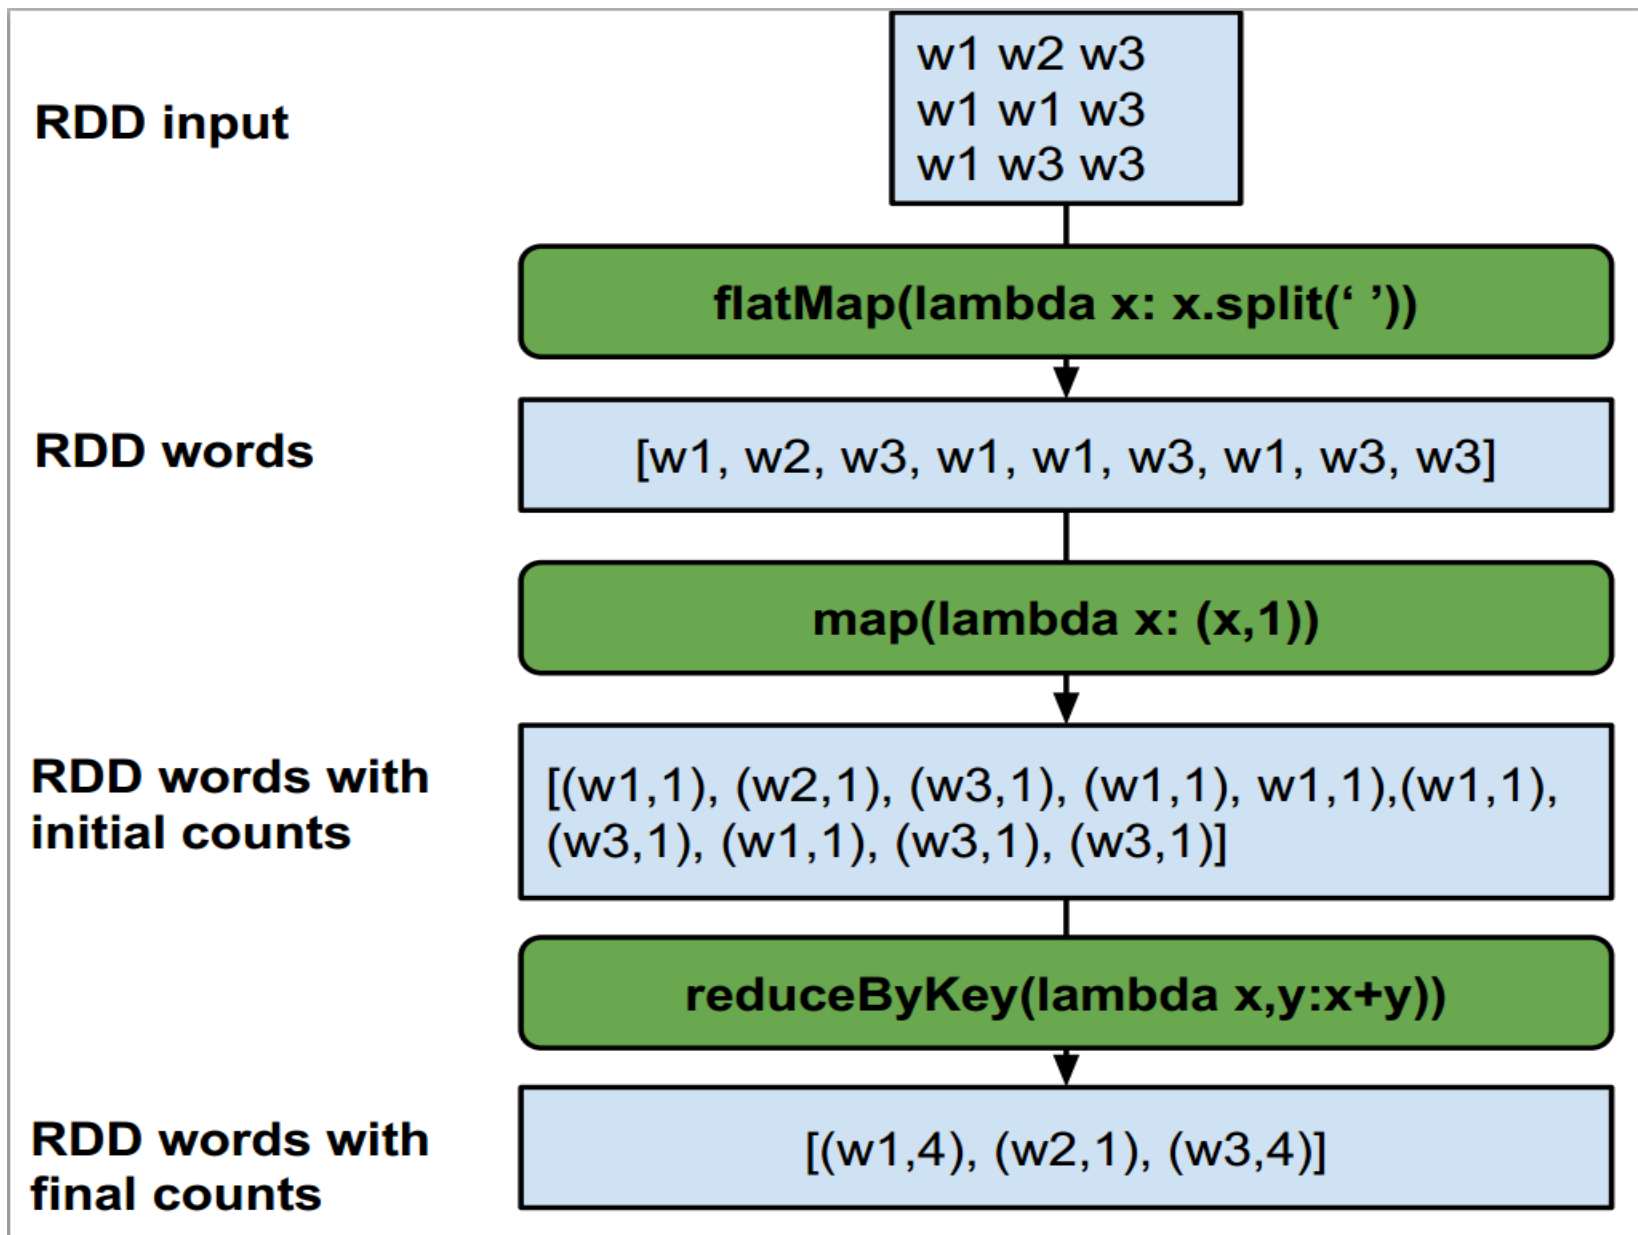 RDD input
w1 w2 w3
w1 w1 w3
w1 w3 w3
flatMap(lambda x: x.split(‘ ’))
RDD words
[w1, w2, w3, w1, w1, w3, w1, w3, w3]
map(lambda x: (x,1))
RDD words with
initial counts
[(w1,1), (w2,1), (w3,1), (w1,1), w1,1),(w1,1),
(w3,1), (w1,1), (w3,1), (w3,1)]
reduceByKey(lambda x,y:x+y))
RDD words with
final counts
[(w1,4), (w2,1), (w3,4)]